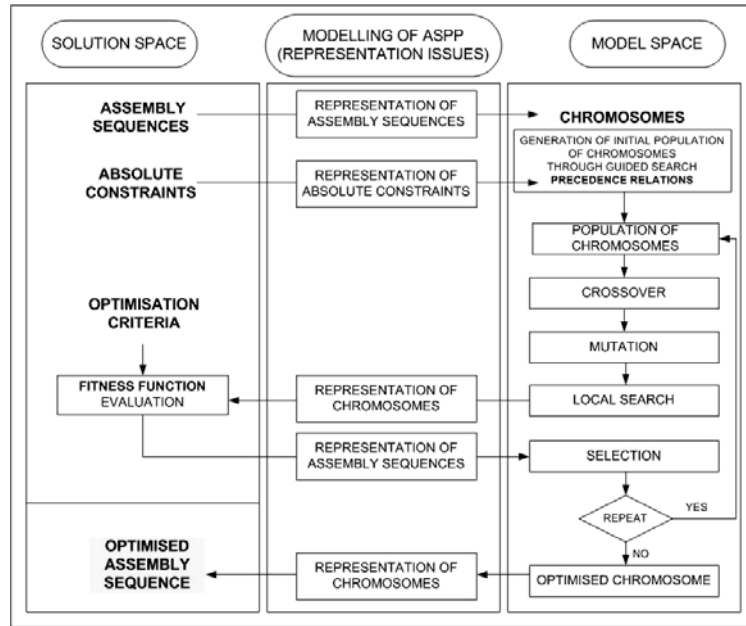 SOLUTION SPACE
MODELLING OF ASPP
(REPRESENTATION ISSUES)
MODEL SPACE
ASSEMBLY
SEQUENCES
REPRESENTATION OF
ASSEMBLY SEQUENCES
CHROMOSOMES
GENERATION OF INITIAL POPULATION
OF CHROMOSOMES
THROUGH GUIDED SEARCH
PRECEDENCE RELATIONS
ABSOLUTE
CONSTRAINTS
REPRESENTATION OF
ABSOLUTE CONSTRAINTS
POPULATION OF
CHROMOSOMES
CROSSOVER
OPTIMISATION
CRITERIA
MUTATION
FITNESS FUNCTION
EVALUATION
REPRESENTATION OF
CHROMOSOMES
LOCAL SEARCH
REPRESENTATION OF
ASSEMBLY SEQUENCES
SELECTION
REPEAT
YES
NO
OPTIMISED
ASSEMBLY
SEQUENCE
REPRESENTATION OF
CHROMOSOMES
OPTIMISED CHROMOSOME